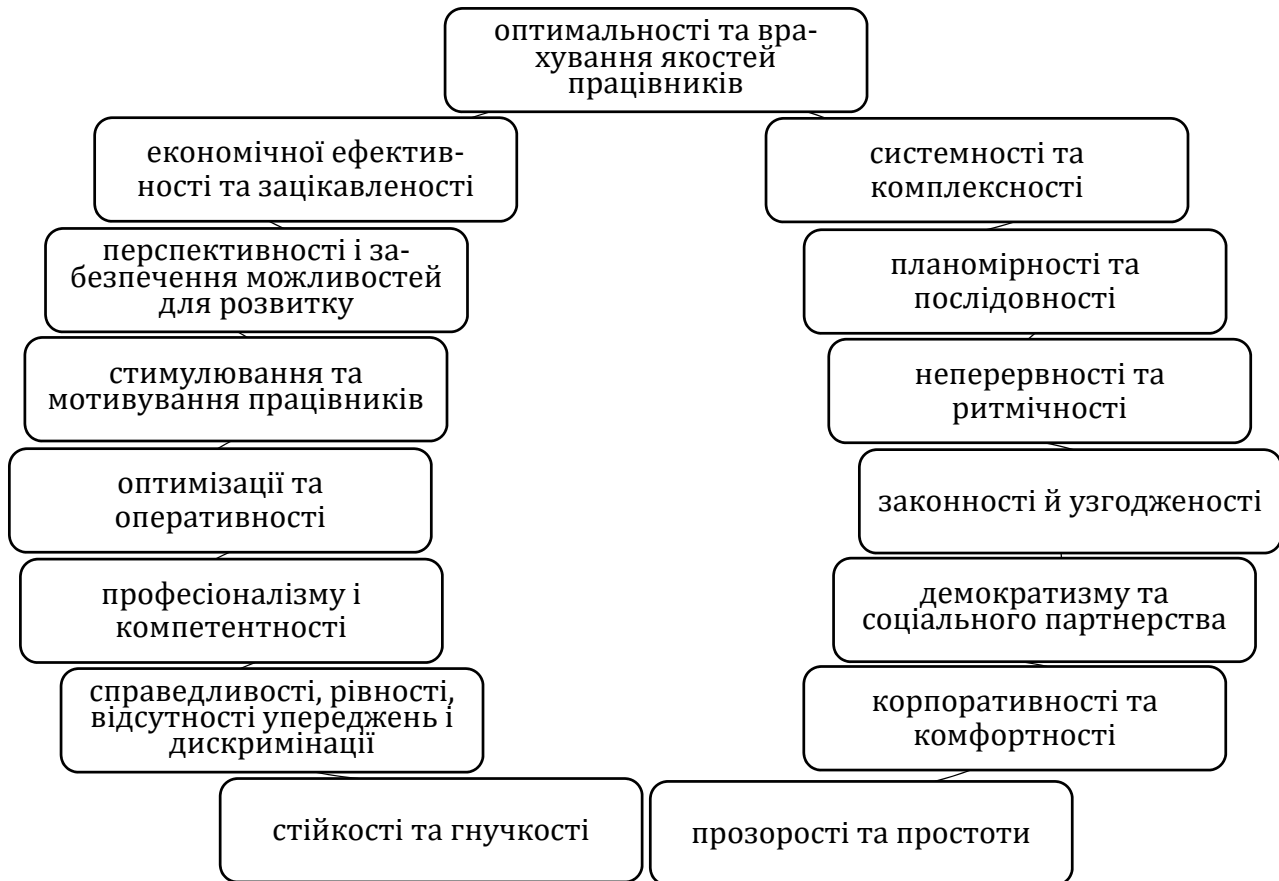 оптимальності та вра-
хування якостей
працівників
економічної ефектив-
ності та зацікавленості
системності та
комплексності
перспективності і за-
безпечення можливостей
для розвитку
планомірності та
послідовності
стимулювання та
мотивування працівників
неперервності та
ритмічності
оптимізації та
оперативності
законності й узгодженості
професіоналізму і
компетентності
демократизму та
соціального партнерства
справедливості, рівності,
відсутності упереджень і
дискримінації
корпоративності та
комфортності
стійкості та гнучкості
прозорості та простоти